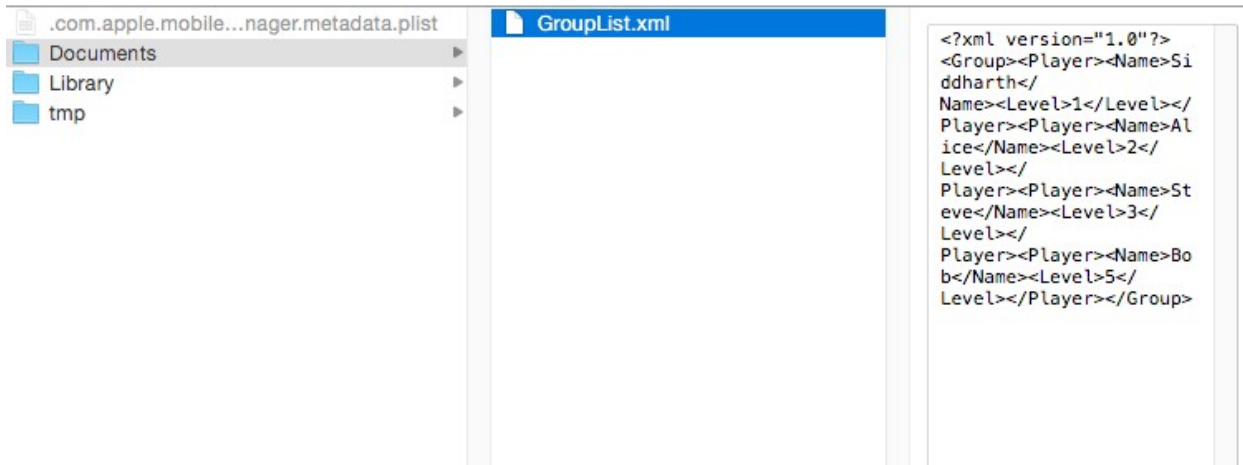 .com.apple.mobile...nager.metadata.plist
Documents
Library
tmp
GroupList.xml
<?xml version="1.0"?>
<Group><Player><Name>Si
ddharth</
Name><Level>1</Level></
Player><Player><Name>Al
ice</Name><Level>2</
Level></
Player><Player><Name>St
eve</Name><Level>3</
Level></
Player><Player><Name>Bo
b</Name><Level>5</
Level></Player></Group>